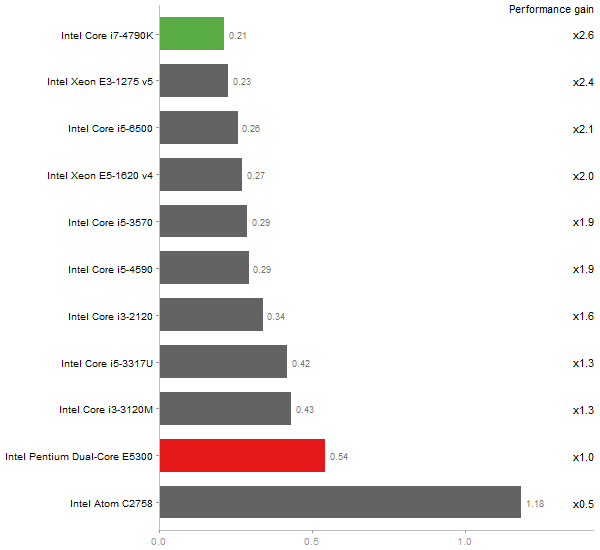 Performance gain
Intel Core i7-4790K 0.21 x2.6
Intel Xeon E3-1275 v5 0.23 x2.4
Intel Core i5-6500 0.26 x2.1
Intel Xeon E5-1620 v4 0.27 x2.0
Intel Core i5-3570 0.29 x1.9
Intel Core i5-4590 0.29 x1.9
Intel Core i3-2120 0.34 x1.6
Intel Core i5-3317U 0.42 x1.3
Intel Core i3-3120M 0.43 x1.3
Intel Pentium Dual-Core E5300 0.54 x1.0
Intel Atom C2758 1.18 x0.5
0.0 0.5 1.0